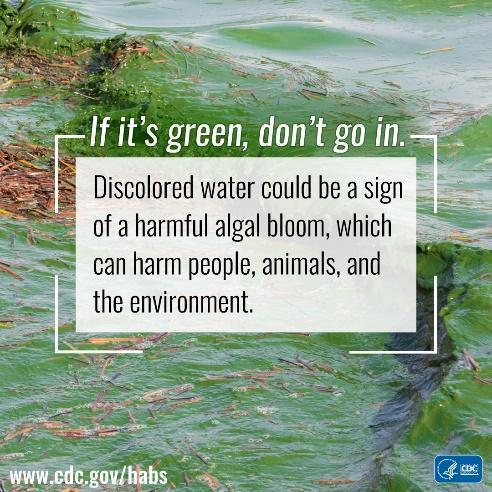 If it's green, don't go in.
Discolored water could be a sign
of a harmful algal bloom, which
can harm people, animals, and
the environment.
www.cdc.gov/habs
CDC